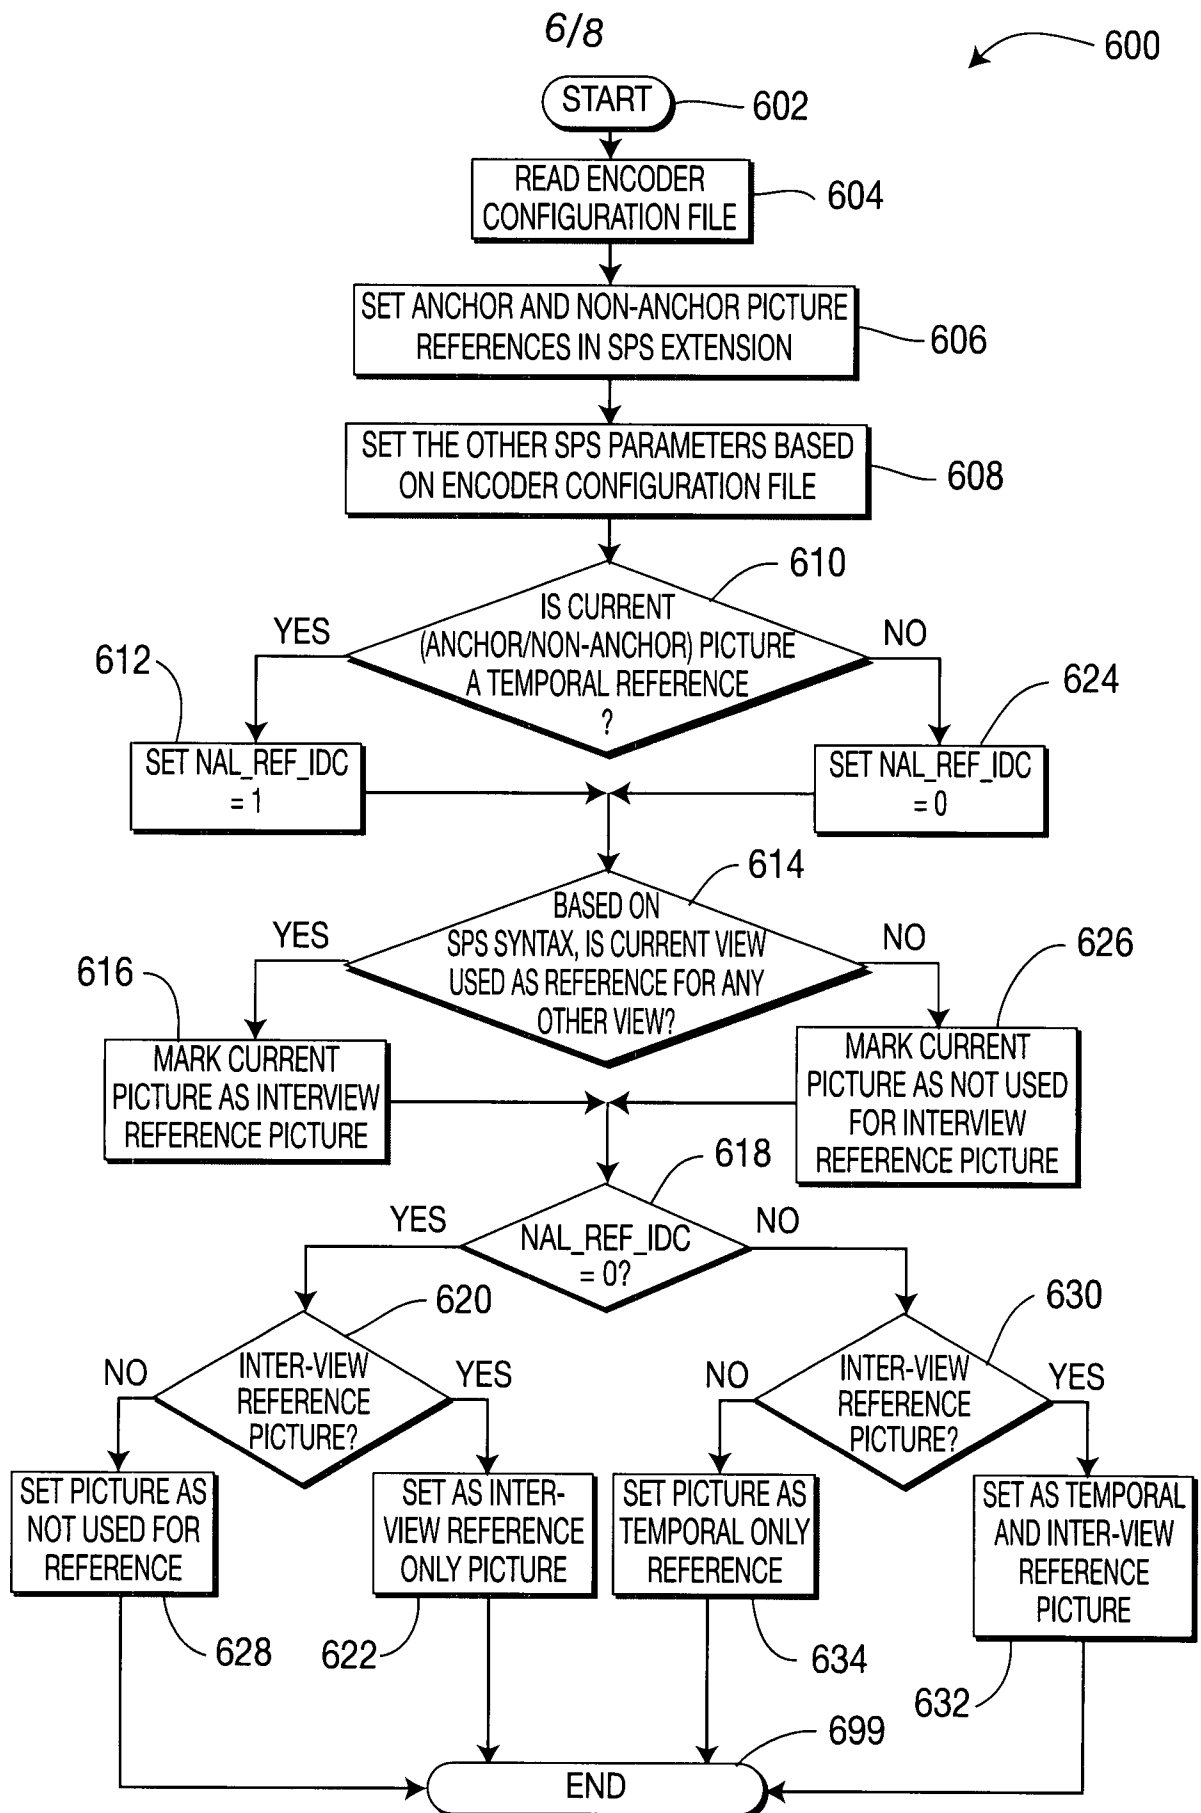 6/8
600
START
602
READ ENCODER
CONFIGURATION FILE
604
SET ANCHOR AND NON-ANCHOR PICTURE
REFERENCES IN SPS EXTENSION
606
SET THE OTHER SPS PARAMETERS BASED
ON ENCODER CONFIGURATION FILE
608
610
IS CURRENT
(ANCHOR/NON-ANCHOR) PICTURE
A TEMPORAL REFERENCE
?
YES
NO
612
SET NAL_REF_IDC
= 1
624
SET NAL_REF_IDC
= 0
614
BASED ON
SPS SYNTAX, IS CURRENT VIEW
USED AS REFERENCE FOR ANY
OTHER VIEW?
YES
NO
616
MARK CURRENT
PICTURE AS INTERVIEW
REFERENCE PICTURE
626
MARK CURRENT
PICTURE AS NOT USED
FOR INTERVIEW
REFERENCE PICTURE
618
YES
NO
NAL_REF_IDC
= 0?
620
NO
YES
INTER-VIEW
REFERENCE
PICTURE?
630
NO
YES
INTER-VIEW
REFERENCE
PICTURE?
SET PICTURE AS
NOT USED FOR
REFERENCE
SET AS INTER-
VIEW REFERENCE
ONLY PICTURE
SET PICTURE AS
TEMPORAL ONLY
REFERENCE
SET AS TEMPORAL
AND INTER-VIEW
REFERENCE
PICTURE
628
622
634
632
699
END